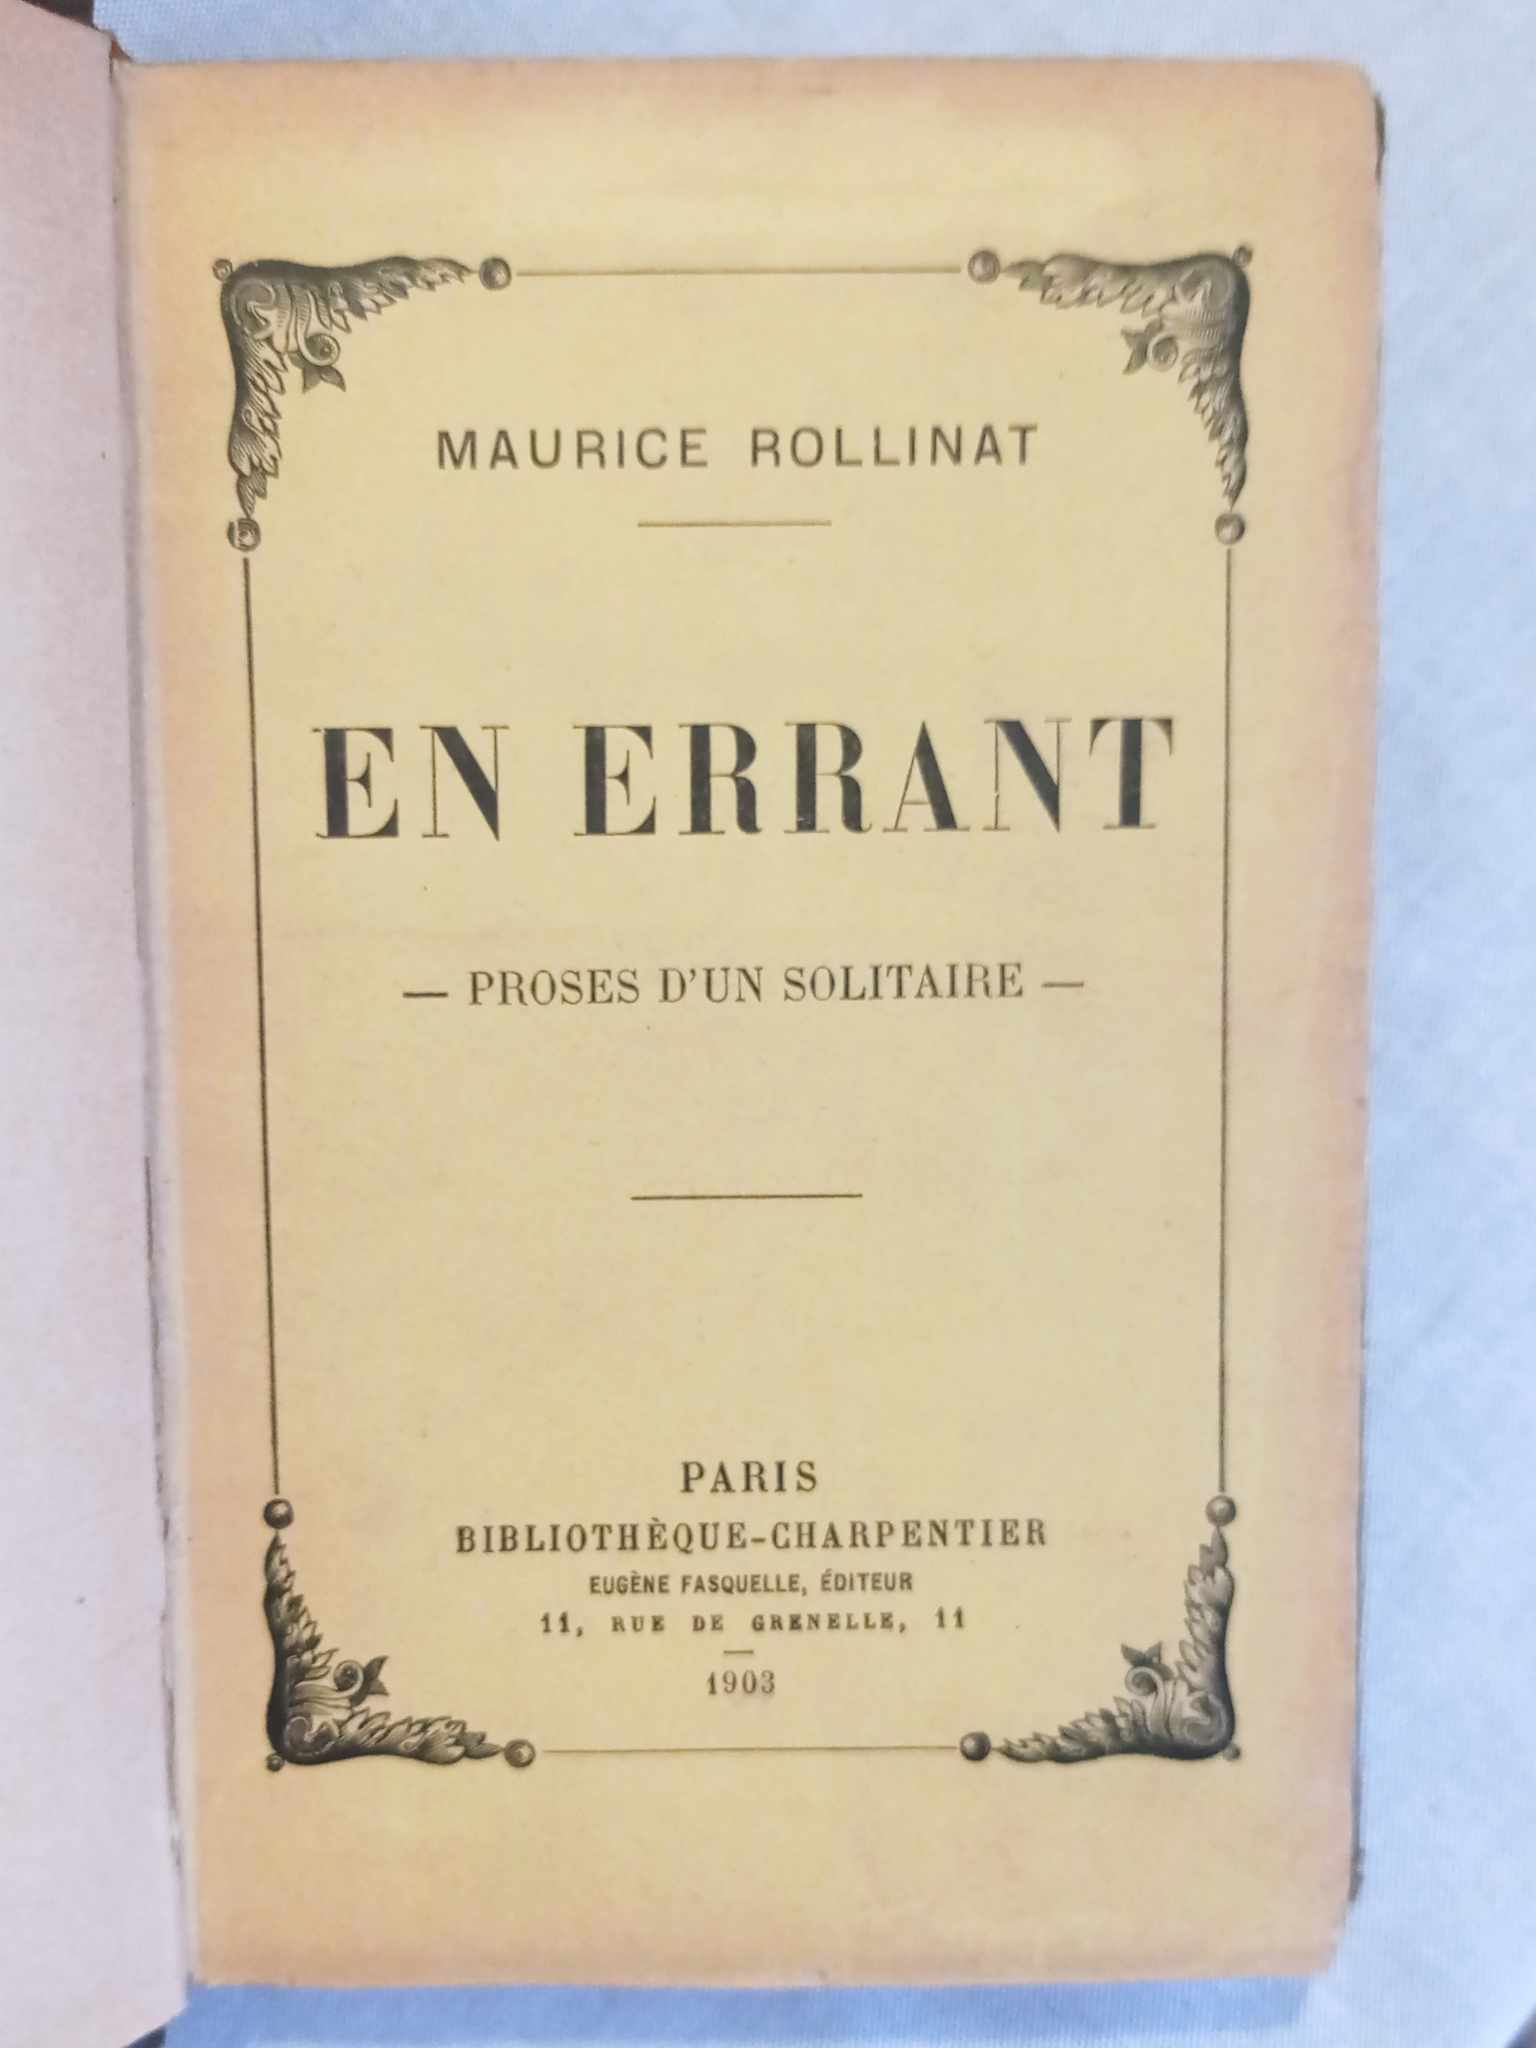 MAURICE ROLLINAT
EN ERRANT
— PROSES D'UN SOLITAIRE —
PARIS
BIBLIOTHÈQUE-CHARPENTIER
EUGÈNE FASQUELLE, ÉDITEUR
11, RUE DE GRENELLE, 11
1903